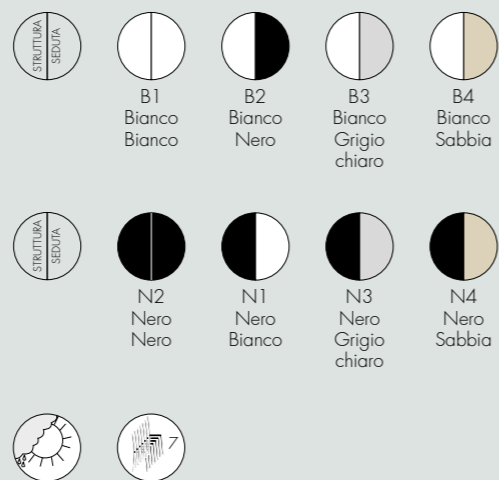 STRUTTURA
SEDUTA
B1
Bianco
Bianco
B2
Bianco
Nero
B3
Bianco
Grigio
chiaro
B4
Bianco
Sabbia
STRUTTURA
SEDUTA
N2
Nero
Nero
N1
Nero
Bianco
N3
Nero
Grigio
chiaro
N4
Nero
Sabbia
7